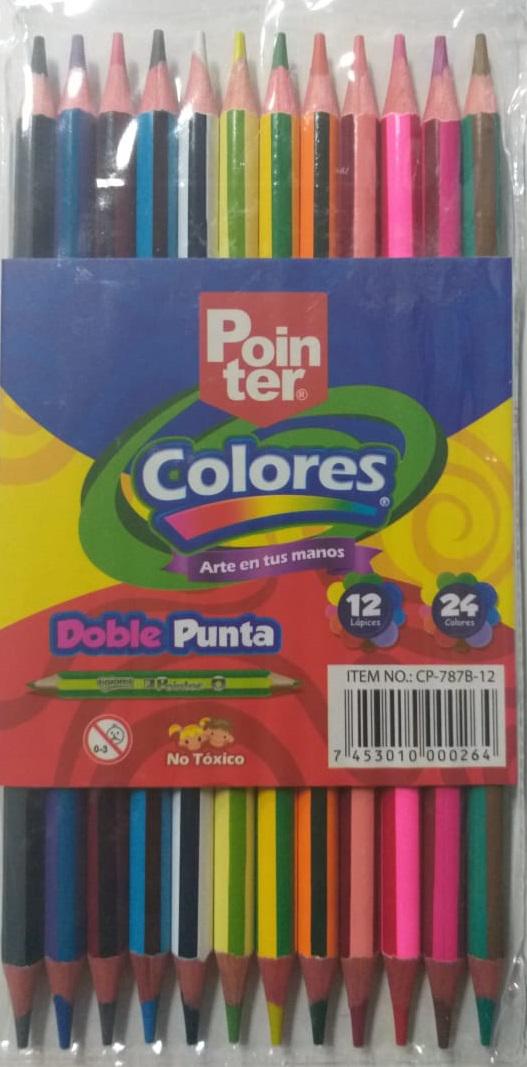 Poin
ter®
Colores®
Arte en tus manos
12
Lápices
24
Colores
Doble Punta
Pointer
ITEM NO.: CP-787B-12
0-3
No Tóxico
7 453010 000264